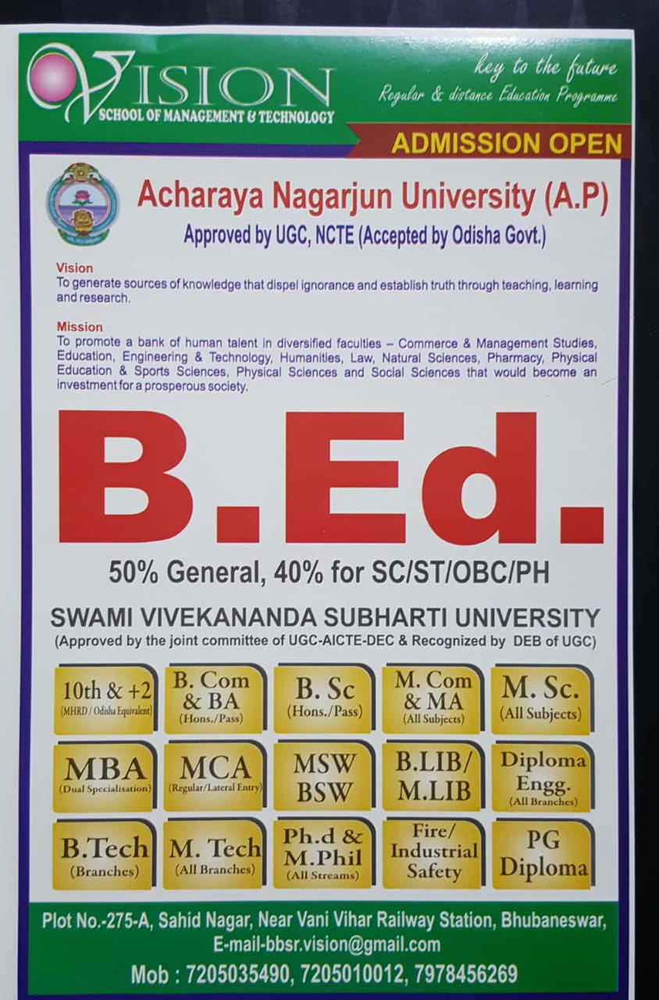 VISION
SCHOOL OF MANAGEMENT & TECHNOLOGY
key to the future
Regular & distance Education Programme
ADMISSION OPEN
Acharaya Nagarjun University (A.P)
Approved by UGC, NCTE (Accepted by Odisha Govt.)
Vision
To generate sources of knowledge that dispel ignorance and establish truth through teaching, learning
and research.
Mission
To promote a bank of human talent in diversified faculties – Commerce & Management Studies,
Education, Engineering & Technology, Humanities, Law, Natural Sciences, Pharmacy, Physical
Education & Sports Sciences, Physical Sciences and Social Sciences that would become an
investment for a prosperous society.
B.Ed.
50% General, 40% for SC/ST/OBC/PH
SWAMI VIVEKANANDA SUBHARTI UNIVERSITY
(Approved by the joint committee of UGC-AICTE-DEC & Recognized by DEB of UGC)
10th & +2
(MHRD / Odisha Equivalent)
B. Com
& BA
(Hons./Pass)
B. Sc
(Hons./Pass)
M. Com
& MA
(All Subjects)
M. Sc.
(All Subjects)
MBA
(Dual Specialisation)
MCA
(Regular/Lateral Entry)
MSW
BSW
B.LIB/
M.LIB
Diploma
Engg.
(All Branches)
B.Tech
(Branches)
M. Tech
(All Branches)
Ph.d &
M.Phil
(All Streams)
Fire/
Industrial
Safety
PG
Diploma
Plot No.-275-A, Sahid Nagar, Near Vani Vihar Railway Station, Bhubaneswar,
E-mail-bbsr.vision@gmail.com
Mob : 7205035490, 7205010012, 7978456269